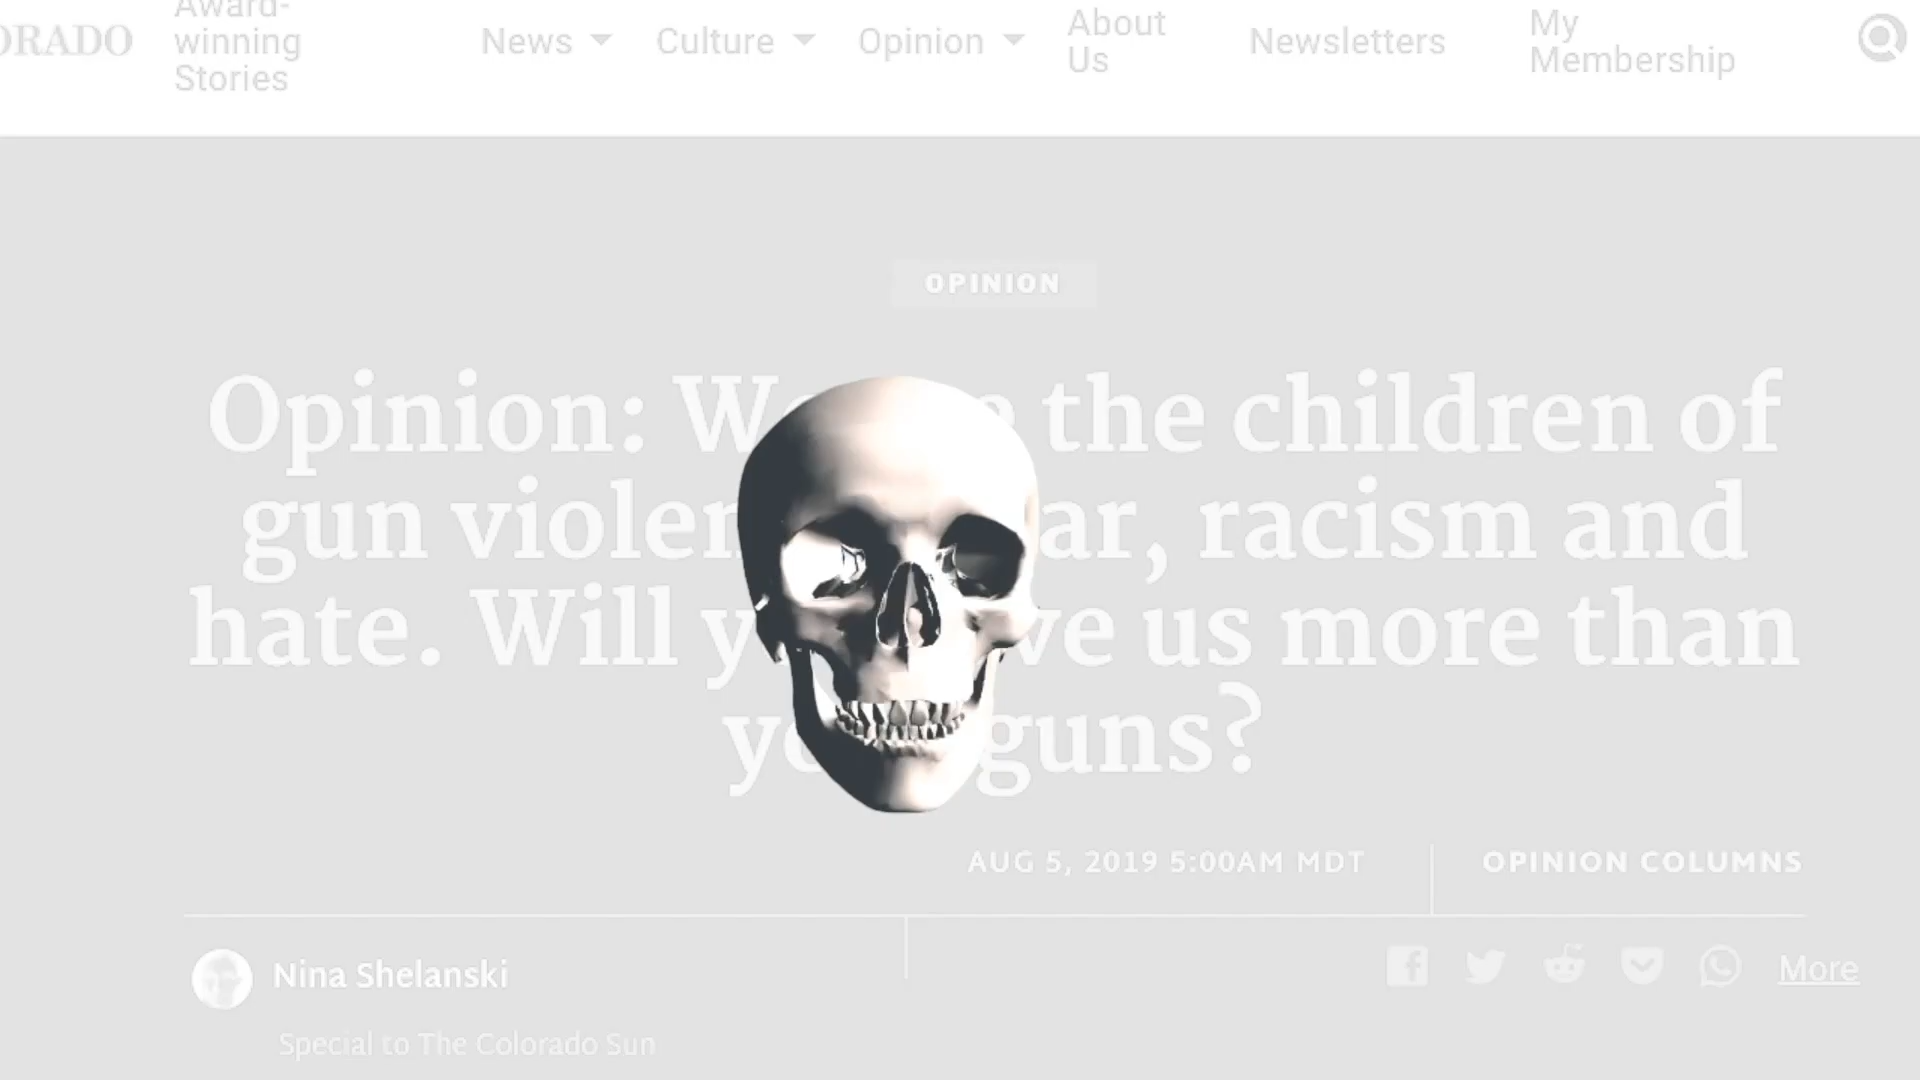 ORADO
Award-
winning
Stories
News
Culture
Opinion
About
Us
Newsletters
My
Membership
OPINION
Opinion: the children of
gun ar, racism and
hate. Will us more than
guns?
AUG 5, 2019 5:00AM MDT
OPINION COLUMNS
Nina Shelanski
More
Special to The Colorado Sun